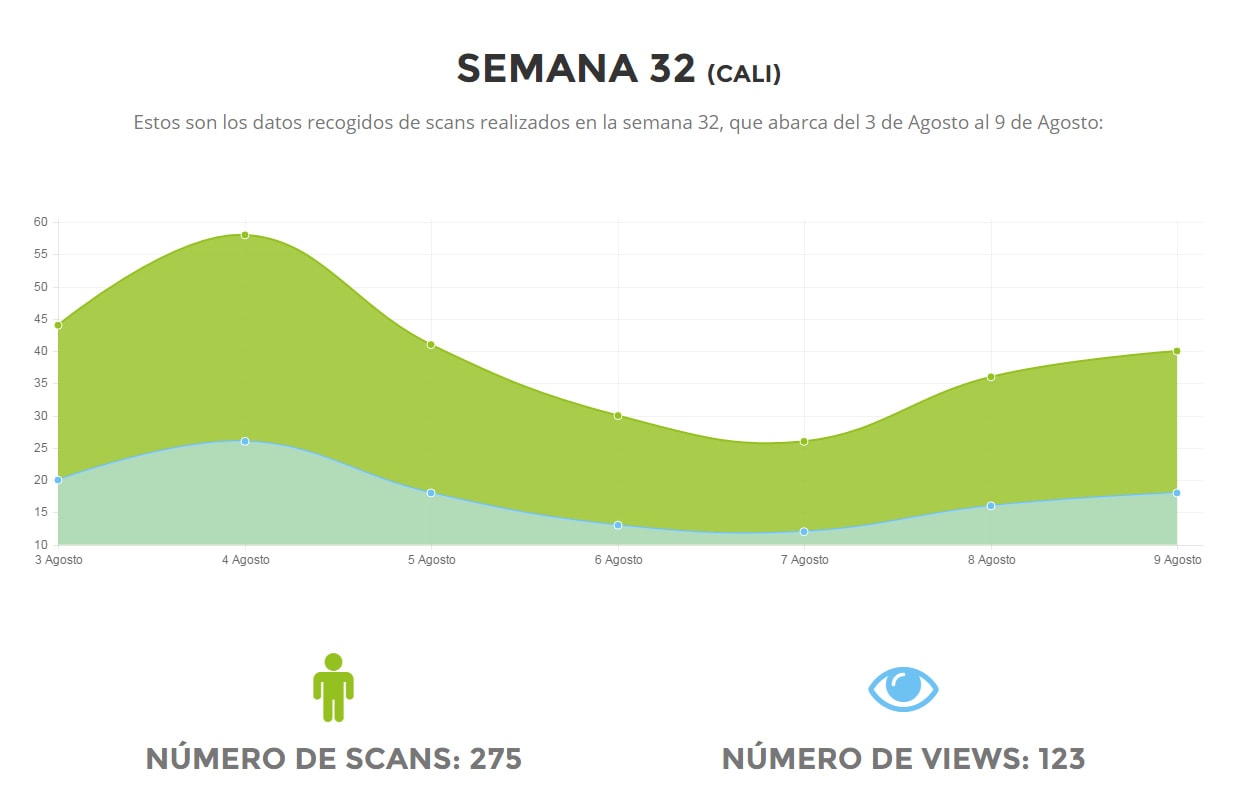 SEMANA 32 (CALI)
Estos son los datos recogidos de scans realizados en la semana 32, que abarca del 3 de Agosto al 9 de Agosto:
60
55
50
45
40
35
30
25
20
15
10
3 Agosto 4 Agosto 5 Agosto 6 Agosto 7 Agosto 8 Agosto 9 Agosto
NÚMERO DE SCANS: 275 NÚMERO DE VIEWS: 123